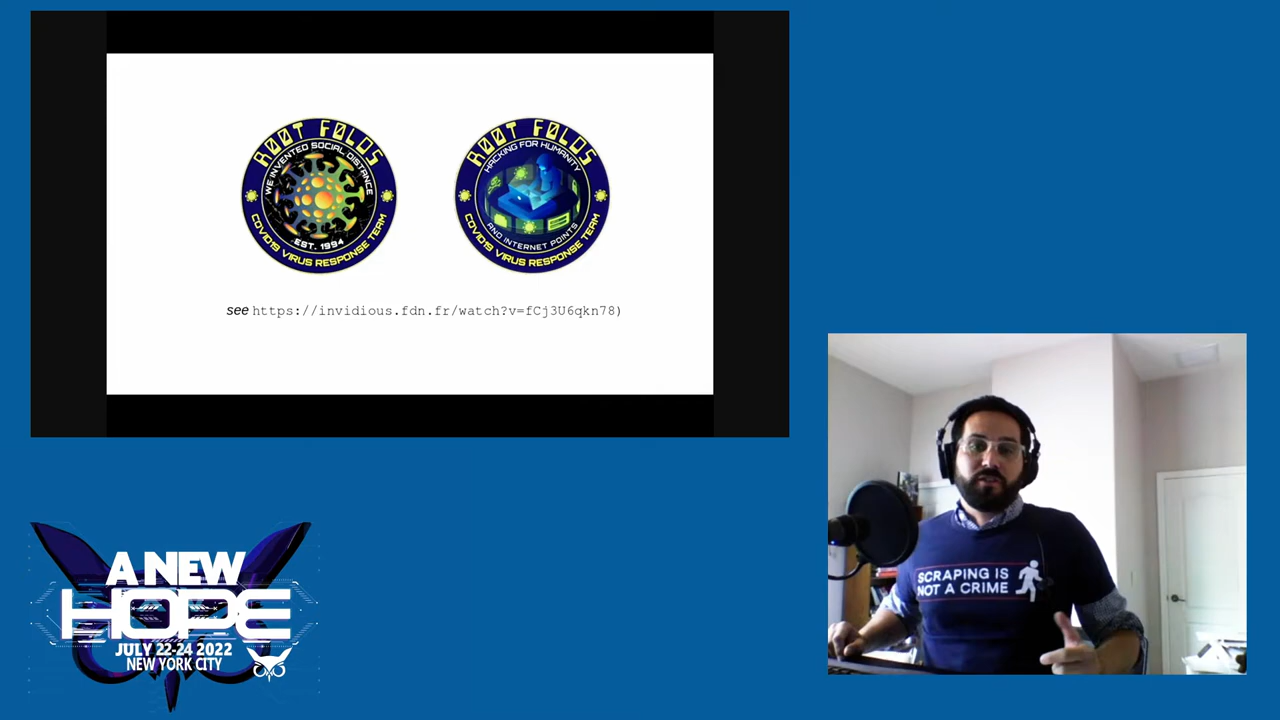 R00T F0LDS
WE INVENTED SOCIAL DISTANCE
EST. 1994
COVID19 VIRUS RESPONSE TEAM
R00T F0LDS
HACKING FOR HUMANITY
AND INTERNET POINTS
COVID19 VIRUS RESPONSE TEAM
see https://invidious.fdn.fr/watch?v=fCj3U6qkn78)
SCRAPING IS
NOT A CRIME
A NEW
HOPE
JULY 22-24 2022
NEW YORK CITY